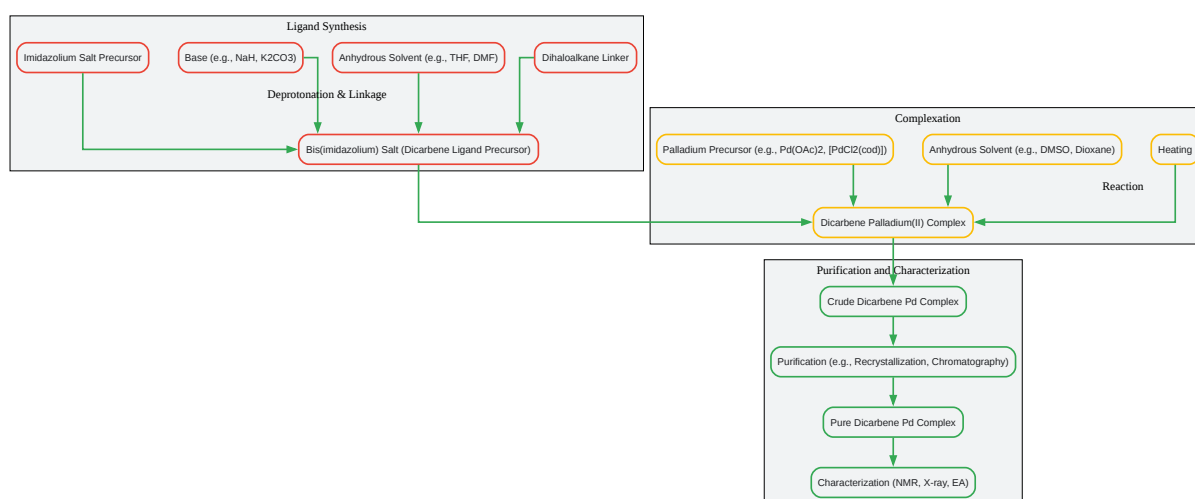 Ligand Synthesis
Imidazolium Salt Precursor
Base (e.g., NaH, K2CO3)
Anhydrous Solvent (e.g., THF, DMF)
Dihaloalkane Linker
Deprotonation & Linkage
Bis(imidazolium) Salt (Dicarbene Ligand Precursor)
Complexation
Palladium Precursor (e.g., Pd(OAc)2, [PdCl2(cod)])
Anhydrous Solvent (e.g., DMSO, Dioxane)
Heating
Reaction
Dicarbene Palladium(II) Complex
Purification and Characterization
Crude Dicarbene Pd Complex
Purification (e.g., Recrystallization, Chromatography)
Pure Dicarbene Pd Complex
Characterization (NMR, X-ray, EA)